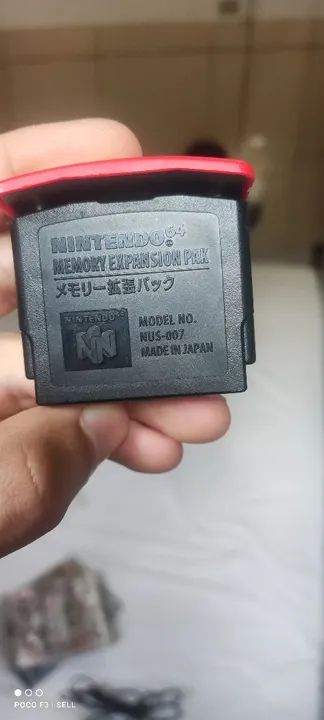 NINTENDO64
MEMORY EXPANSION PAK
メモリー拡張パック
NINTENDO64
MODEL NO.
NUS-007
MADE IN JAPAN
POCO F3 | SELL